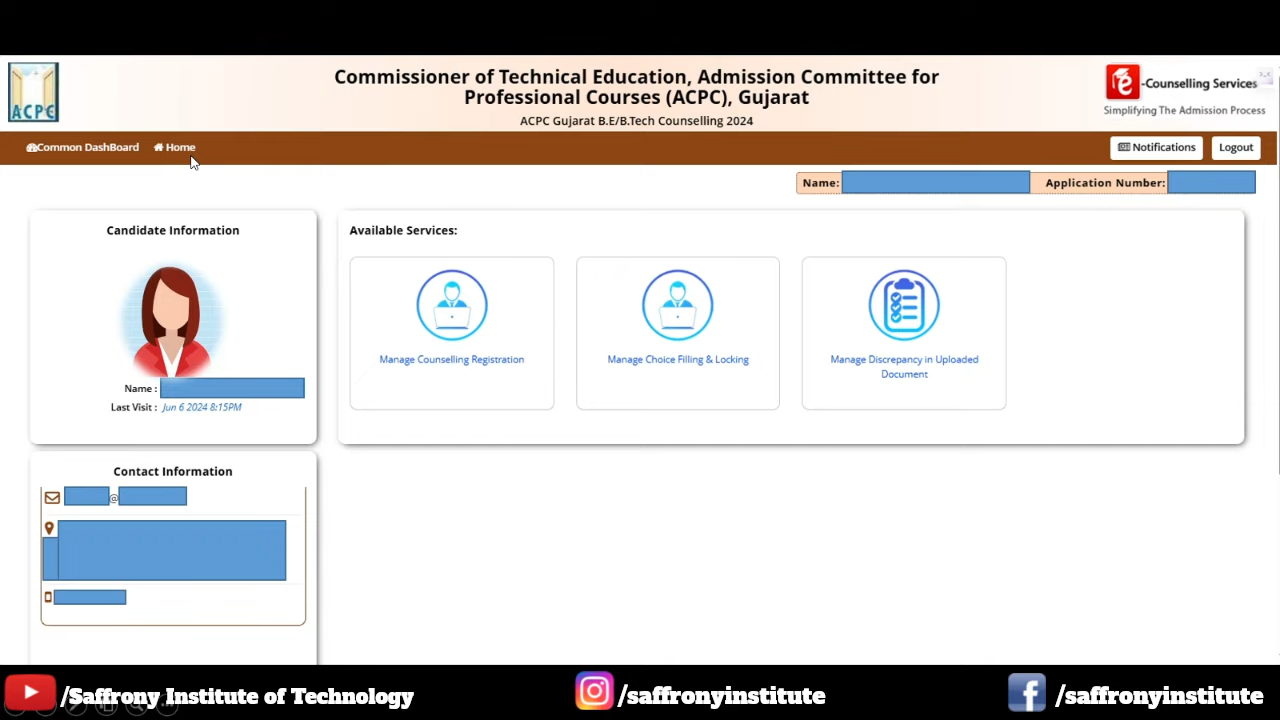 Commissioner of Technical Education, Admission Committee for
Professional Courses (ACPC), Gujarat
ACPC Gujarat B.E/B.Tech Counselling 2024
ACPC
e
-Counselling Services
Simplifying The Admission Process
Common DashBoard
Home
Notifications
Logout
Name:
Application Number:
Candidate Information
Name :
Last Visit : Jun 6 2024 8:15PM
Available Services:
Manage Counselling Registration
Manage Choice Filling & Locking
Manage Discrepancy in Uploaded
Document
Contact Information
@
/Saffrony Institute of Technology
/saffronyinstitute
f
/saffronyinstitute